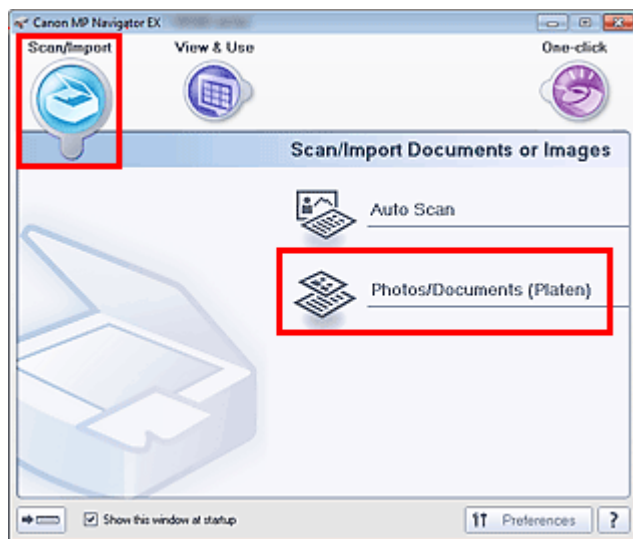 Canon MP Navigator EX
Scan/Import View & Use One-click
Scan/Import Documents or Images
Auto Scan
Photos/Documents (Platen)
Show this window at startup
Preferences ?